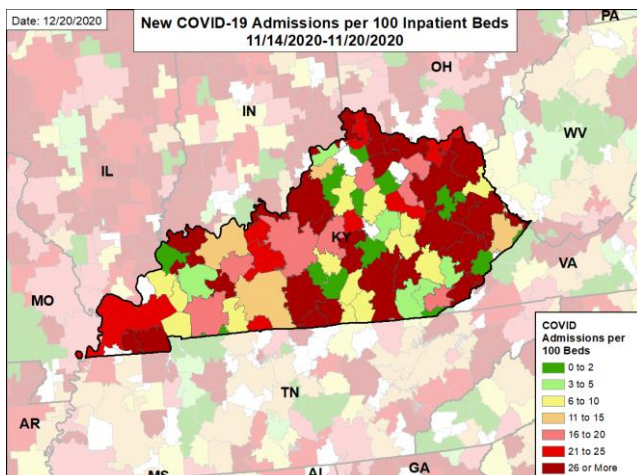 Date: 12/20/2020
New COVID-19 Admissions per 100 Inpatient Beds
11/14/2020-11/20/2020
PA
OH
IN
WV
IL
KY
VA
MO
TN
AR
MS
AL
GA
COVID
Admissions per
100 Beds
0 to 2
3 to 5
6 to 10
11 to 15
16 to 20
21 to 25
26 or More